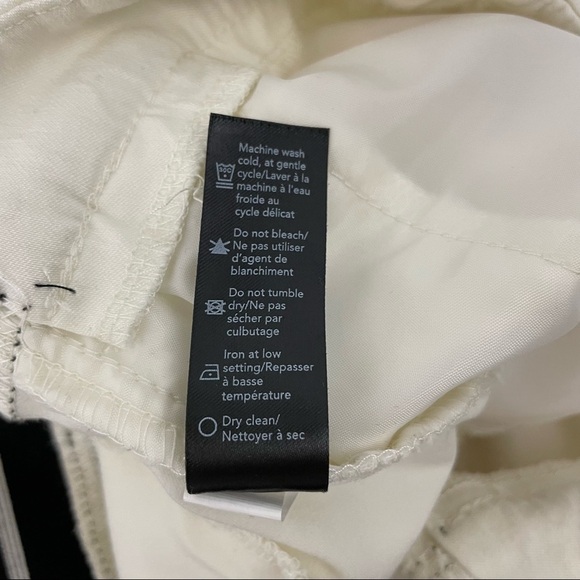 Machine wash
cold, at gentle
cycle/Laver à la
machine à l'eau
froide au
cycle délicat
30C
Do not bleach/
Ne pas utiliser
d'agent de
blanchiment
Do not tumble
dry/Ne pas
sécher par
culbutage
Iron at low
setting/Repasser
à basse
température
Dry clean/
Nettoyer à sec